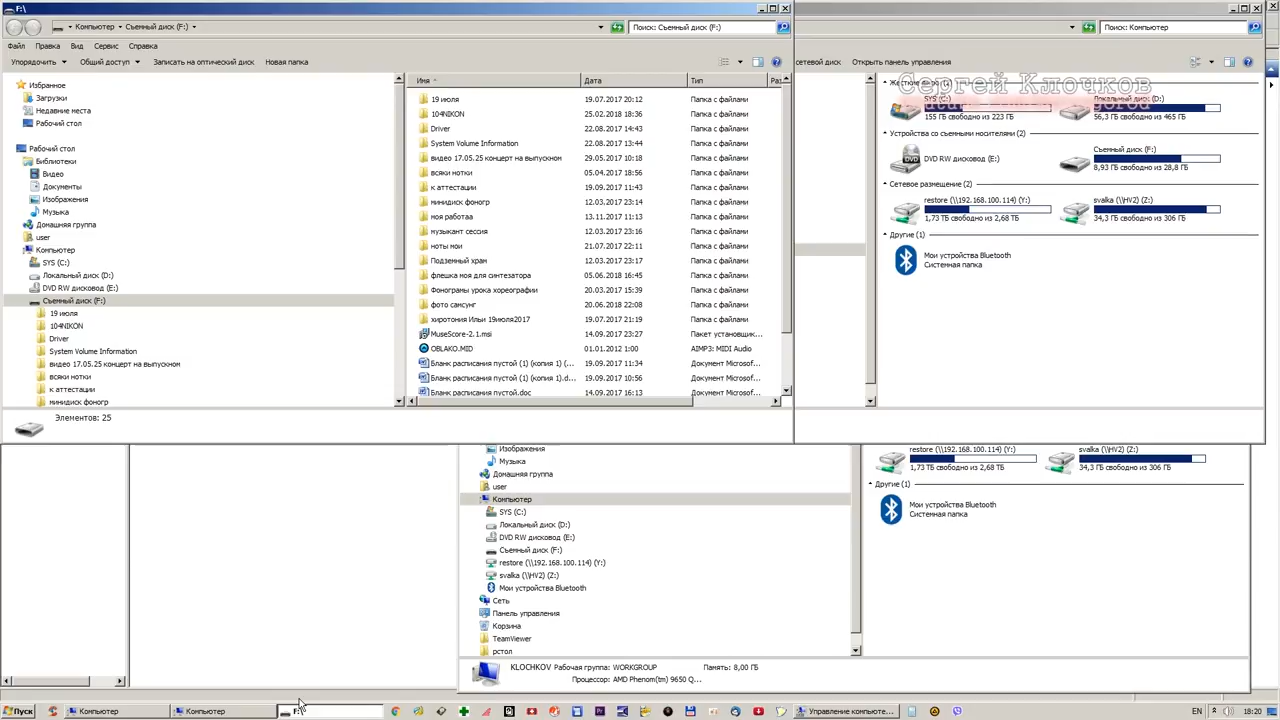 F:\
Компьютер Съемный диск (F:)
Поиск: Съемный диск (F:)
Файл Правка Вид Сервис Справка
Упорядочить Общий доступ Записать на оптический диск Новая папка
Избранное
Загрузки
Недавние места
Рабочий стол
Рабочий стол
Библиотеки
Видео
Документы
Изображения
Музыка
Домашняя группа
user
Компьютер
SYS (C:)
Локальный диск (D:)
DVD RW дисковод (E:)
Съемный диск (F:)
19 июля
104NIKON
Driver
System Volume Information
видео 17.05.25 концерт на выпускном
всяки нотки
к аттестации
минидиск фоногр
Имя Дата Тип Раз
19 июля 19.07.2017 20:12 Папка с файлами
104NIKON 25.02.2018 18:36 Папка с файлами
Driver 22.08.2017 14:43 Папка с файлами
System Volume Information 22.08.2017 13:44 Папка с файлами
видео 17.05.25 концерт на выпускном 29.05.2017 10:18 Папка с файлами
всяки нотки 05.04.2017 18:56 Папка с файлами
к аттестации 19.09.2017 11:43 Папка с файлами
минидиск фоногр 12.03.2017 23:14 Папка с файлами
моя работаа 13.11.2017 11:13 Папка с файлами
музыкант сессия 12.03.2017 23:16 Папка с файлами
ноты мои 21.07.2017 22:11 Папка с файлами
Подземный храм 12.03.2017 23:17 Папка с файлами
флешка моя для синтезатора 05.06.2018 16:45 Папка с файлами
Фонограмы урока хореографии 20.03.2017 15:39 Папка с файлами
фото самсунг 20.06.2018 22:08 Папка с файлами
хиротония Ильи 19июля2017 19.07.2017 21:19 Папка с файлами
MuseScore-2.1.msi 14.09.2017 23:27 Пакет установщик...
OBLAKO.MID 01.01.2012 1:00 AIMP3: MIDI Audio
Бланк расписания пустой (1) (копия 1) (... 19.09.2017 11:34 Документ Microsof...
Бланк расписания пустой (1) (копия 1).d... 19.09.2017 10:56 Документ Microsof...
Бланк расписания пустой.doc 14.09.2017 16:13 Документ Microsof...
Элементов: 25
Поиск: Компьютер
сетевой диск Открыть панель управления
Сергей Клочков
SYS (C:)
155 ГБ свободно из 223 ГБ
Локальный диск (D:)
56,3 ГБ свободно из 465 ГБ
Устройства со съемными носителями (2)
DVD RW дисковод (E:)
Съемный диск (F:)
8,93 ГБ свободно из 28,8 ГБ
Сетевое размещение (2)
restore (\\192.168.100.114) (Y:)
1,73 ТБ свободно из 2,68 ТБ
svalka (\\HV2) (Z:)
34,3 ГБ свободно из 306 ГБ
Другие (1)
Мои устройства Bluetooth
Системная папка
Изображения
Музыка
Домашняя группа
user
Компьютер
SYS (C:)
Локальный диск (D:)
DVD RW дисковод (E:)
Съемный диск (F:)
restore (\\192.168.100.114) (Y:)
svalka (\\HV2) (Z:)
Мои устройства Bluetooth
Сеть
Панель управления
Корзина
TeamViewer
рстол
restore (\\192.168.100.114) (Y:)
1,73 ТБ свободно из 2,68 ТБ
svalka (\\HV2) (Z:)
34,3 ГБ свободно из 306 ГБ
Другие (1)
Мои устройства Bluetooth
Системная папка
KLOCHKOV Рабочая группа: WORKGROUP Память: 8,00 ГБ
Процессор: AMD Phenom(tm) 9650 Q...
Пуск Компьютер Компьютер F:\ Управление компьюте... EN 18:20